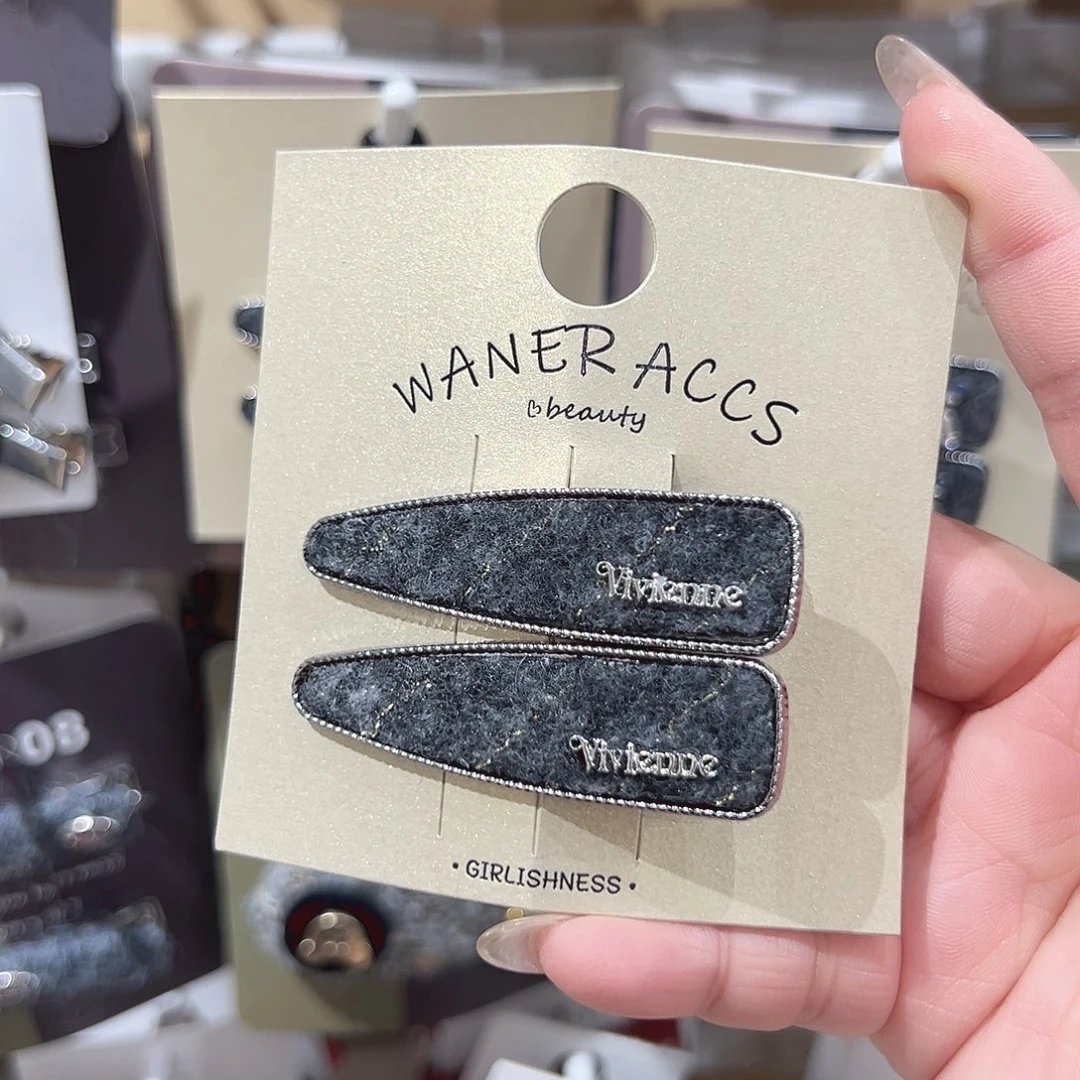 WANER ACCS
beauty
Vivienne
Vivienne
• GIRLISHNESS •